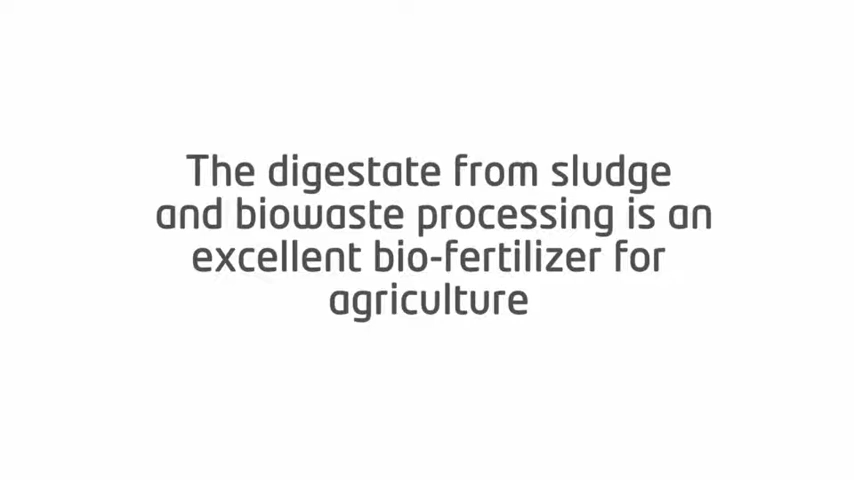 The digestate from sludge
and biowaste processing is an
excellent bio-fertilizer for
agriculture